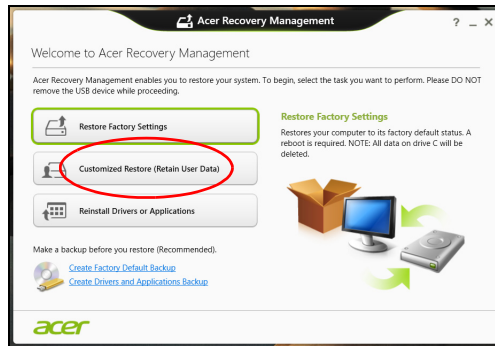 Acer Recovery Management
? _ X
Welcome to Acer Recovery Management
Acer Recovery Management enables you to restore your system. To begin, select the task you want to perform. Please DO NOT
remove the USB device while proceeding.
Restore Factory Settings
Customized Restore (Retain User Data)
Reinstall Drivers or Applications
Restore Factory Settings
Restores your computer to its factory default status. A
reboot is required. NOTE: All data on drive C will be
deleted.
Make a backup before you restore (Recommended).
Create Factory Default Backup
Create Drivers and Applications Backup
acer